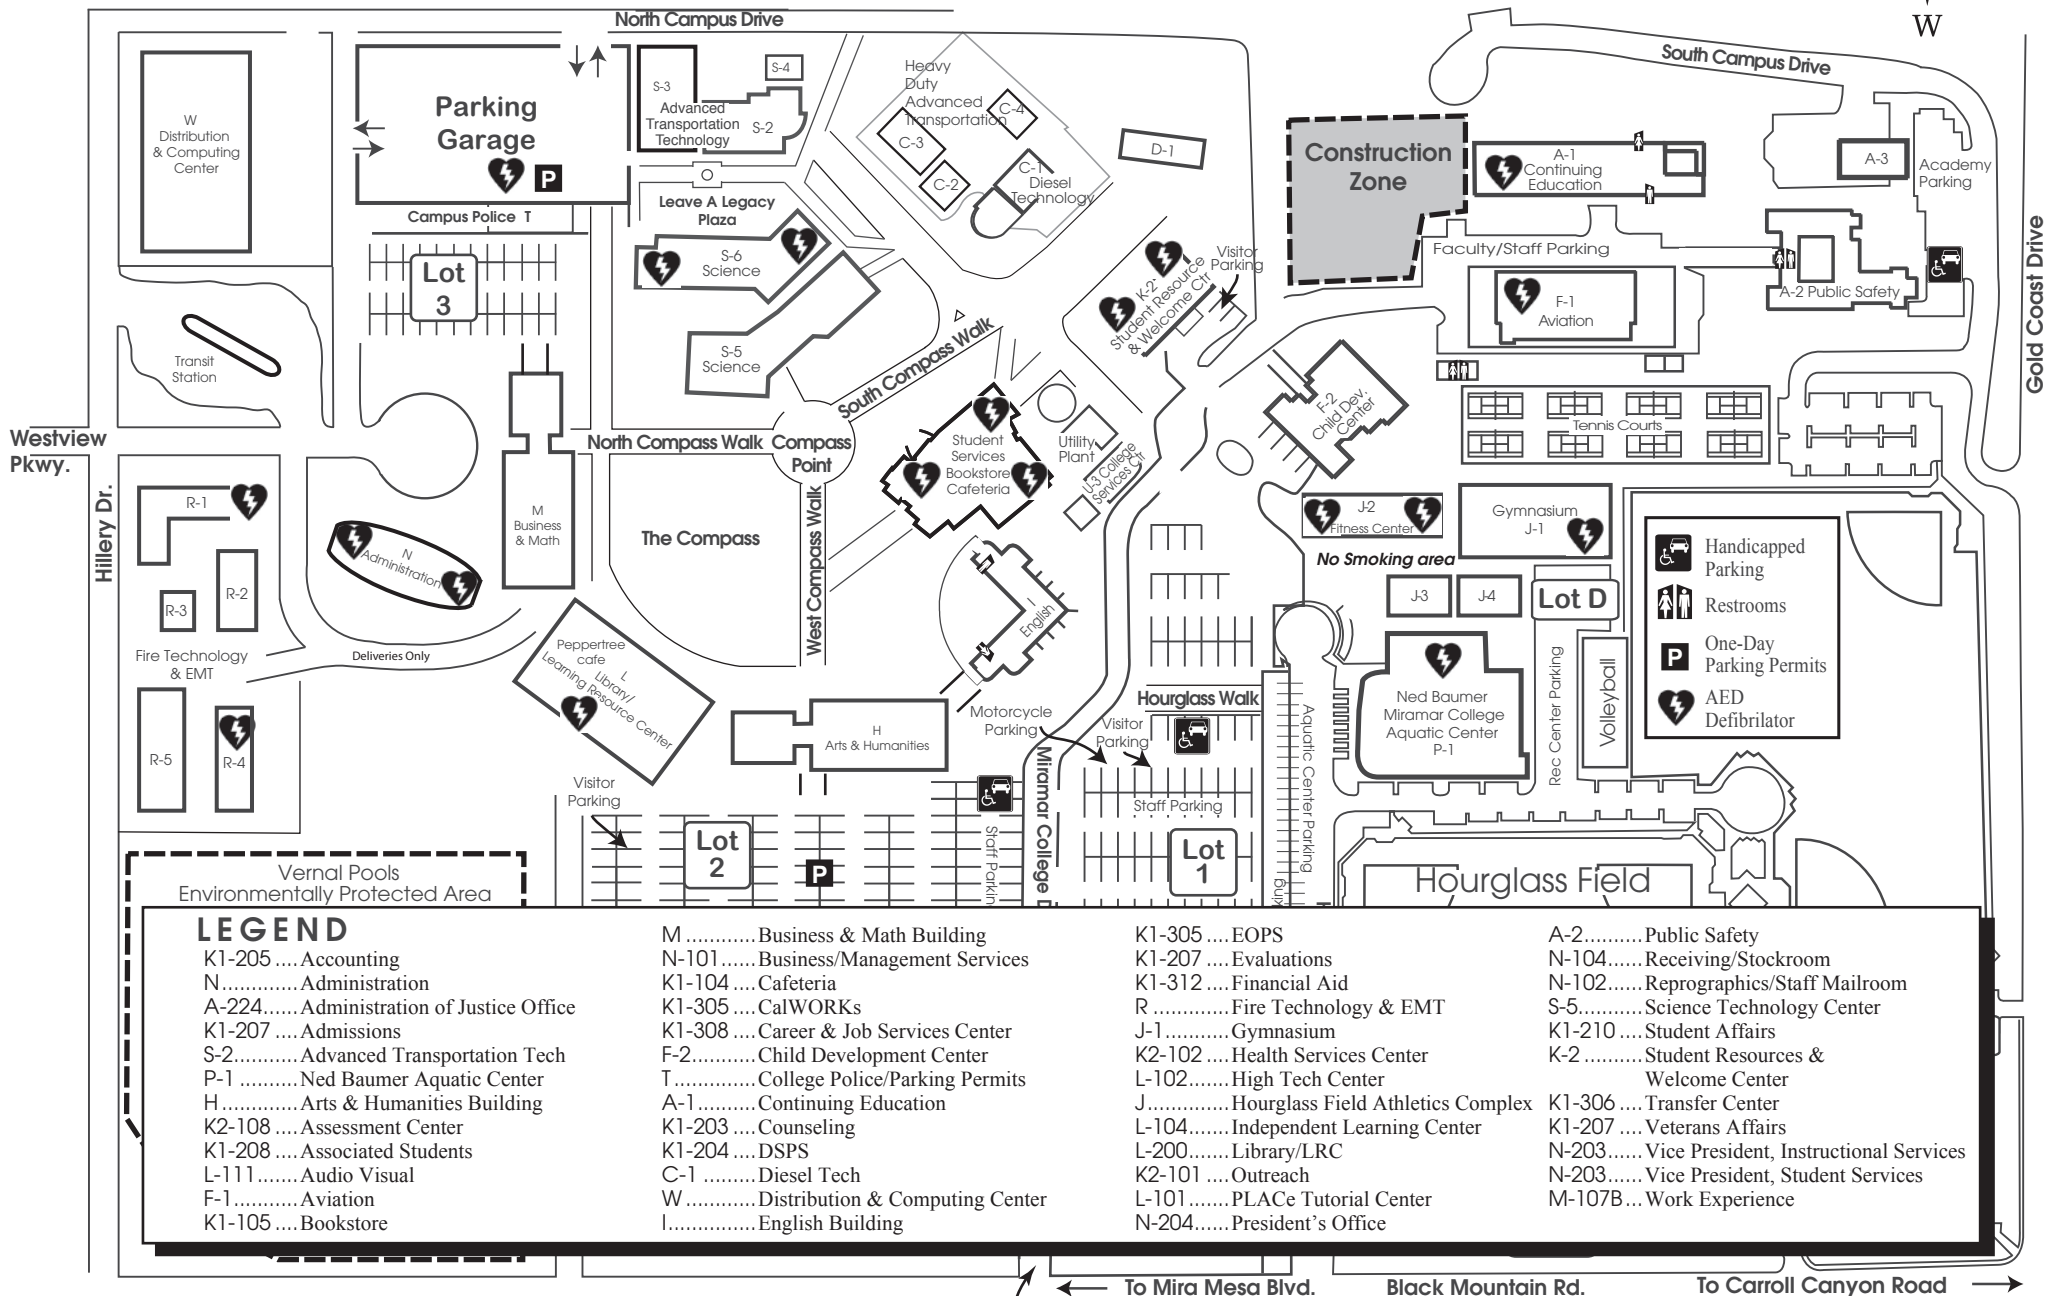 North Campus Drive
W
South Campus Drive
Gold Coast Drive
W
Distribution
& Computing
Center
Parking
Garage
P
Campus Police T
S-3
S-4
Advanced
Transportation
Technology
S-2
Leave A Legacy
Plaza
Heavy
Duty
Advanced
Transportation
C-4
C-3
C-2
C-1
Diesel
Technology
D-1
Construction
Zone
A-1
Continuing
Education
A-3
Academy
Parking
Faculty/Staff Parking
A-2 Public Safety
F-1
Aviation
Lot
3
S-6
Science
S-5
Science
K-2
Student Resource
& Welcome Ctr
Visitor
Parking
Transit
Station
South Compass Walk
Westview
Pkwy.
Hillery Dr.
North Compass Walk
Compass
Point
West Compass Walk
The Compass
Student
Services
Bookstore
Cafeteria
Utility
Plant
U-3 College
Services Ctr
F-2
Child Dev.
Center
Tennis Courts
R-1
R-2
R-3
Fire Technology
& EMT
R-5
R-4
N
Administration
M
Business
& Math
Deliveries Only
Peppertree
cafe
L
Library/
Learning Resource Center
I
English
H
Arts & Humanities
J-2
Fitness Center
Gymnasium
J-1
No Smoking area
J-3
J-4
Lot D
Handicapped
Parking
Restrooms
P
One-Day
Parking Permits
AED
Defibrilator
Ned Baumer
Miramar College
Aquatic Center
P-1
Rec Center Parking
Volleyball
Hourglass Walk
Motorcycle
Parking
Visitor
Parking
Staff Parking
Lot
1
Aquatic Center Parking
Miramar College
Visitor
Parking
Lot
2
P
Hourglass Field
Vernal Pools
Environmentally Protected Area
LEGEND
K1-205 ....Accounting
N.............Administration
A-224......Administration of Justice Office
K1-207 ....Admissions
S-2...........Advanced Transportation Tech
P-1 ..........Ned Baumer Aquatic Center
H.............Arts & Humanities Building
K2-108 ....Assessment Center
K1-208 ....Associated Students
L-111.......Audio Visual
F-1...........Aviation
K1-105 ....Bookstore
M ............Business & Math Building
N-101......Business/Management Services
K1-104 ....Cafeteria
K1-305 ....CalWORKs
K1-308 ....Career & Job Services Center
F-2...........Child Development Center
T..............College Police/Parking Permits
A-1..........Continuing Education
K1-203 ....Counseling
K1-204 ....DSPS
C-1 .........Diesel Tech
W ............Distribution & Computing Center
I...............English Building
K1-305 ....EOPS
K1-207 ....Evaluations
K1-312 ....Financial Aid
R .............Fire Technology & EMT
J-1...........Gymnasium
K2-102 ....Health Services Center
L-102.......High Tech Center
J..............Hourglass Field Athletics Complex
L-104.......Independent Learning Center
L-200.......Library/LRC
K2-101 ....Outreach
L-101.......PLACe Tutorial Center
N-204......President's Office
A-2..........Public Safety
N-104......Receiving/Stockroom
N-102......Reprographics/Staff Mailroom
S-5...........Science Technology Center
K1-210 ....Student Affairs
K-2 ..........Student Resources &
Welcome Center
K1-306 ....Transfer Center
K1-207 ....Veterans Affairs
N-203......Vice President, Instructional Services
N-203......Vice President, Student Services
M-107B...Work Experience
To Mira Mesa Blvd.
Black Mountain Rd.
To Carroll Canyon Road